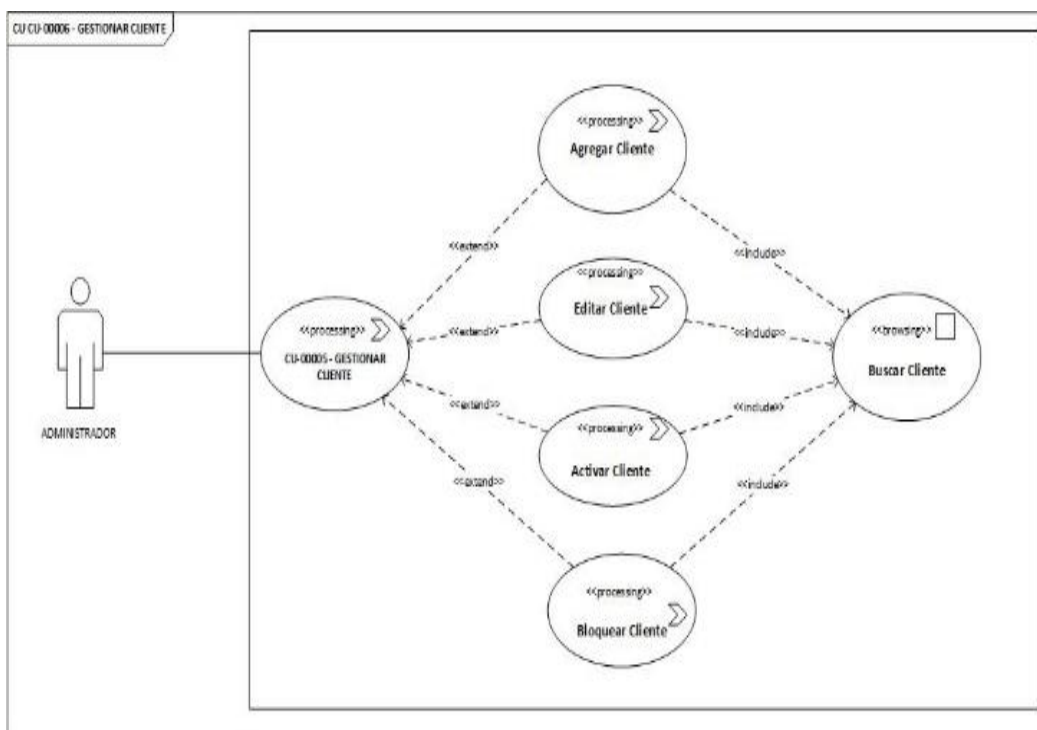 CU CU-00006 - GESTIONAR CLIENTE
<<processing>>
Agregar Cliente
<<extend>>
<<include>>
<<processing>>
Editar Cliente
<<extend>>
<<include>>
<<processing>>
CU-00005 - GESTIONAR
CLIENTE
<<browsing>>
Buscar Cliente
ADMINISTRADOR
<<extend>>
<<include>>
<<processing>>
Activar Cliente
<<extend>>
<<include>>
<<processing>>
Bloquear Cliente